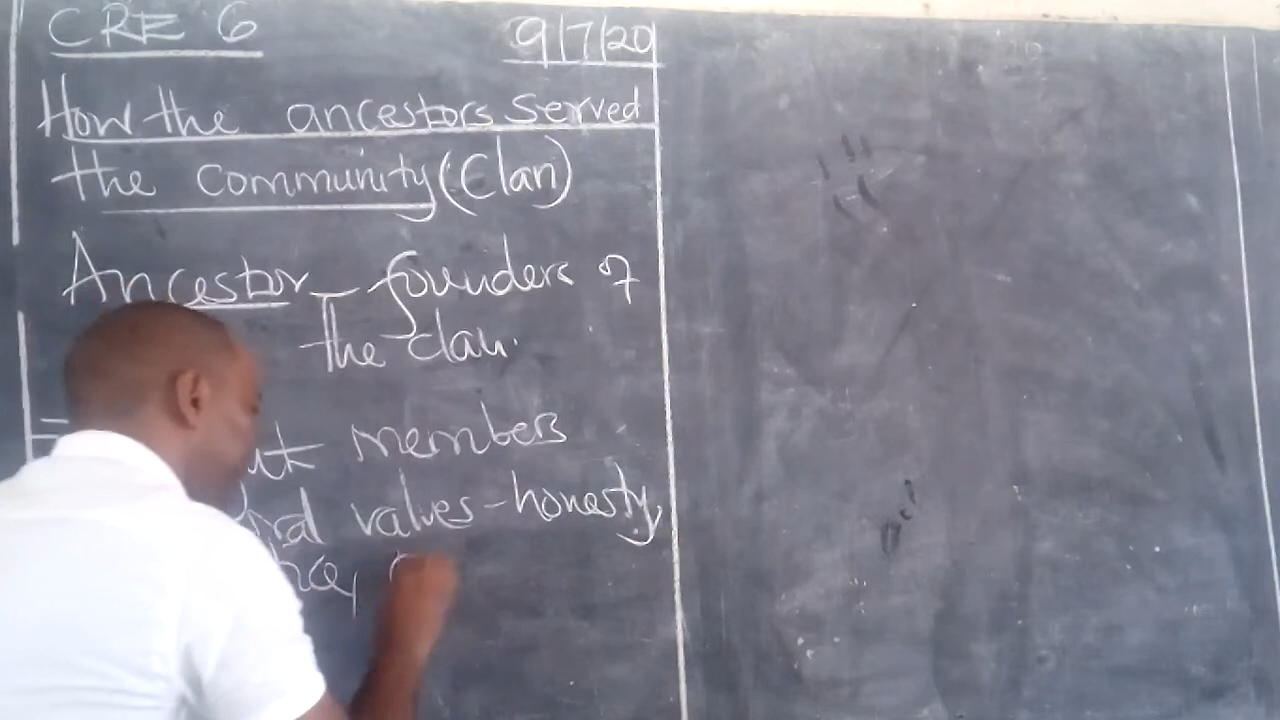 CRE 6 9/7/20
How the ancestors served
the community (Clan)
Ancestor - founders of
the clan.
members
values - honesty,